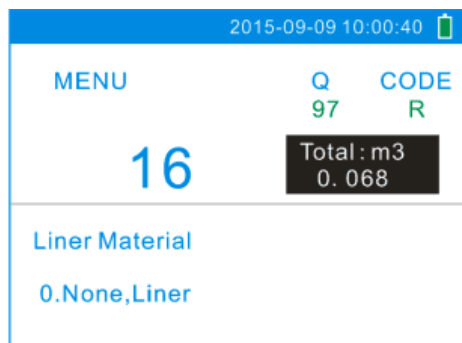 2015-09-09 10:00:40
MENU Q CODE
97 R
16
Total:m3
0.068
Liner Material
0.None,Liner